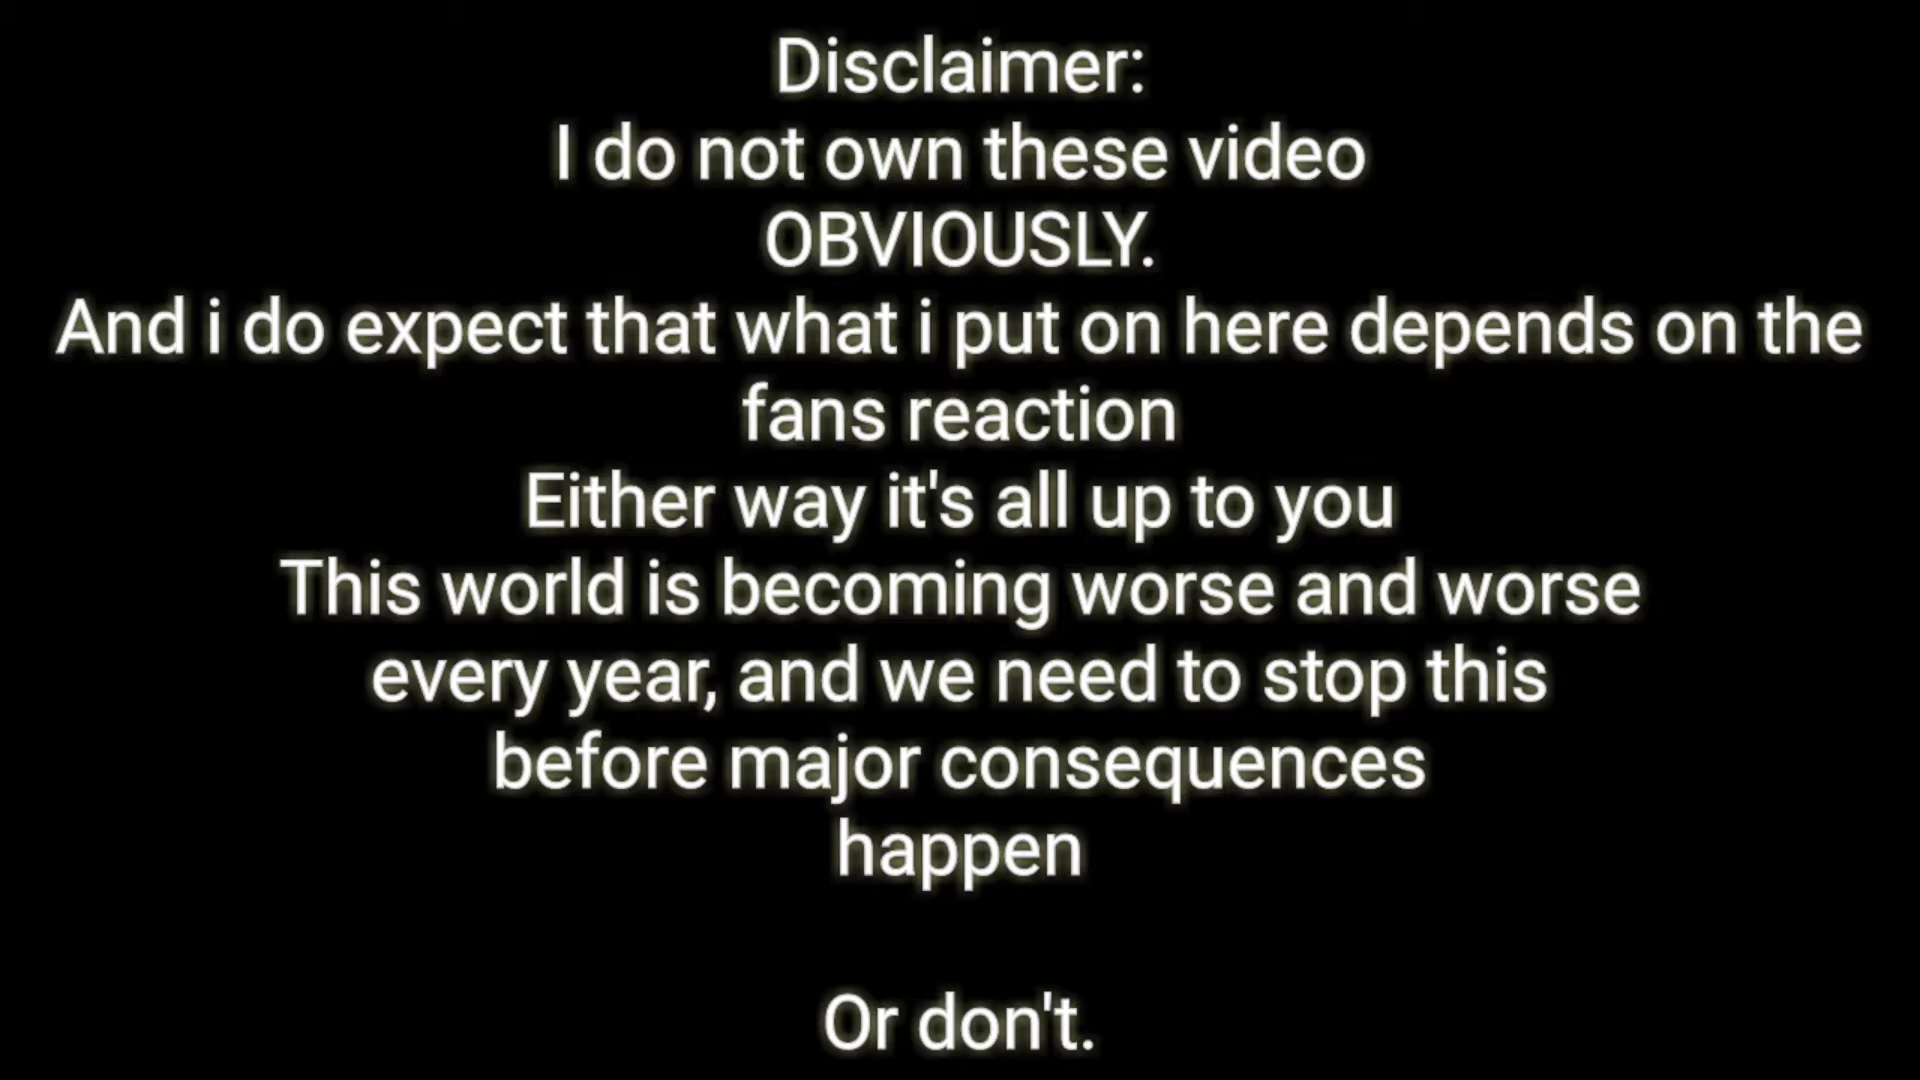 Disclaimer:
I do not own these video
OBVIOUSLY.
And i do expect that what i put on here depends on the
fans reaction
Either way it's all up to you
This world is becoming worse and worse
every year, and we need to stop this
before major consequences
happen
Or don't.